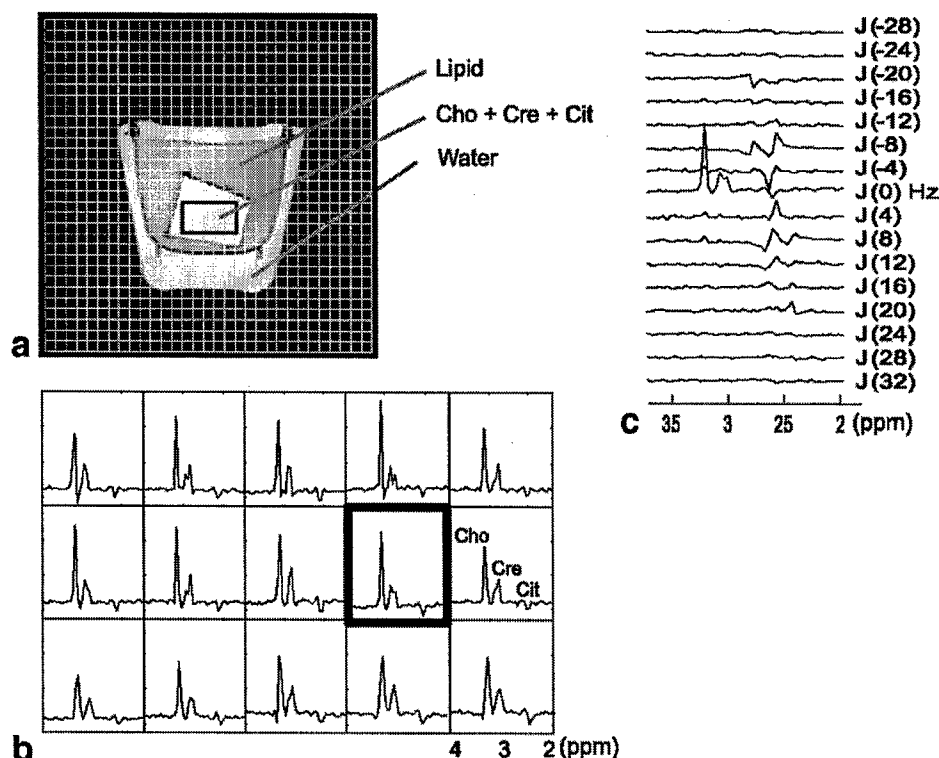 Lipid
Cho + Cre + Cit
Water
a
J(-28)
J(-24)
J(-20)
J(-16)
J(-12)
J(-8)
J(-4)
J(0) Hz
J(4)
J(8)
J(12)
J(16)
J(20)
J(24)
J(28)
J(32)
c 35 3 25 2 (ppm)
Cho
Cre
Cit
b
4 3 2 (ppm)